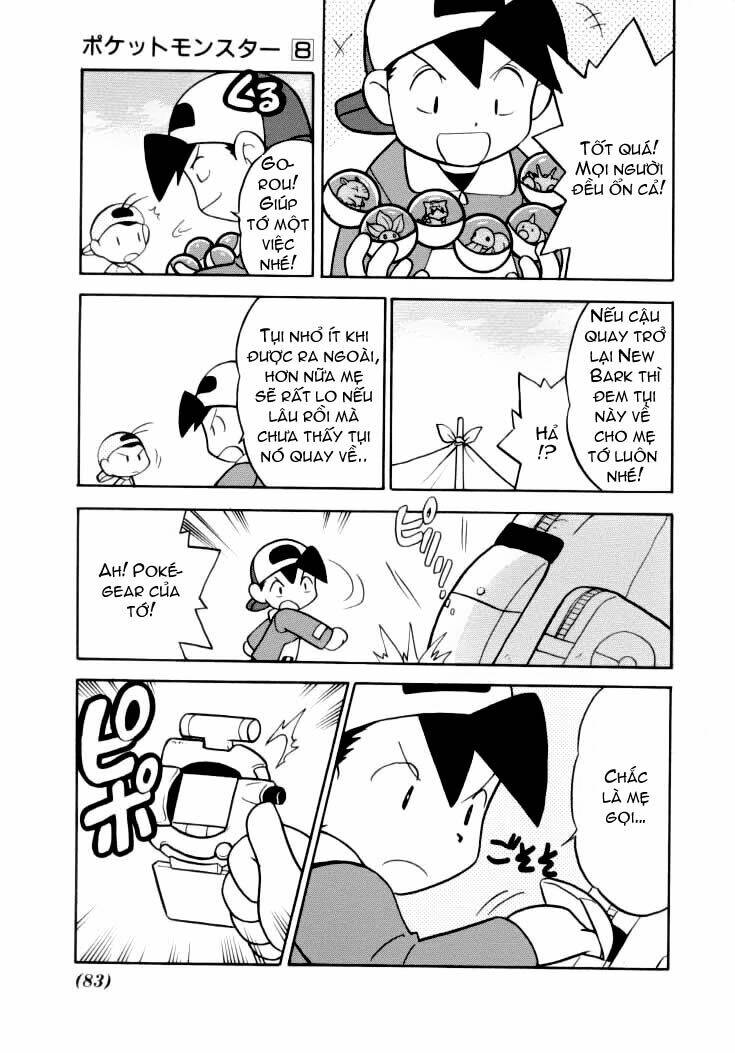 ポケットモンスター 8
TỐT QUÁ!
MỌI NGƯỜI
ĐỀU ỔN CẢ!
くる
GO-
ROU!
GIÚP
TỚ MỘT
VIỆC
NHÉ!
NẾU CẬU
QUAY TRỞ
LẠI NEW
BARK THÌ
ĐEM TỤI
NÀY VỀ
CHO MẸ
TỚ LUÔN
NHÉ!
HẢ
!?
TỤI NHỎ ÍT KHI
ĐƯỢC RA NGOÀI,
HƠN NỮA MẸ
SẼ RẤT LO NẾU
LÂU RỒI MÀ
CHƯA THẤY TỤI
NÓ QUAY VỀ..
ピピッ!!
AH! POKÉ-
GEAR CỦA
TỚ!
CHẮC
LÀ MẸ
GỌI...
ごそそ
ピポ
(83)